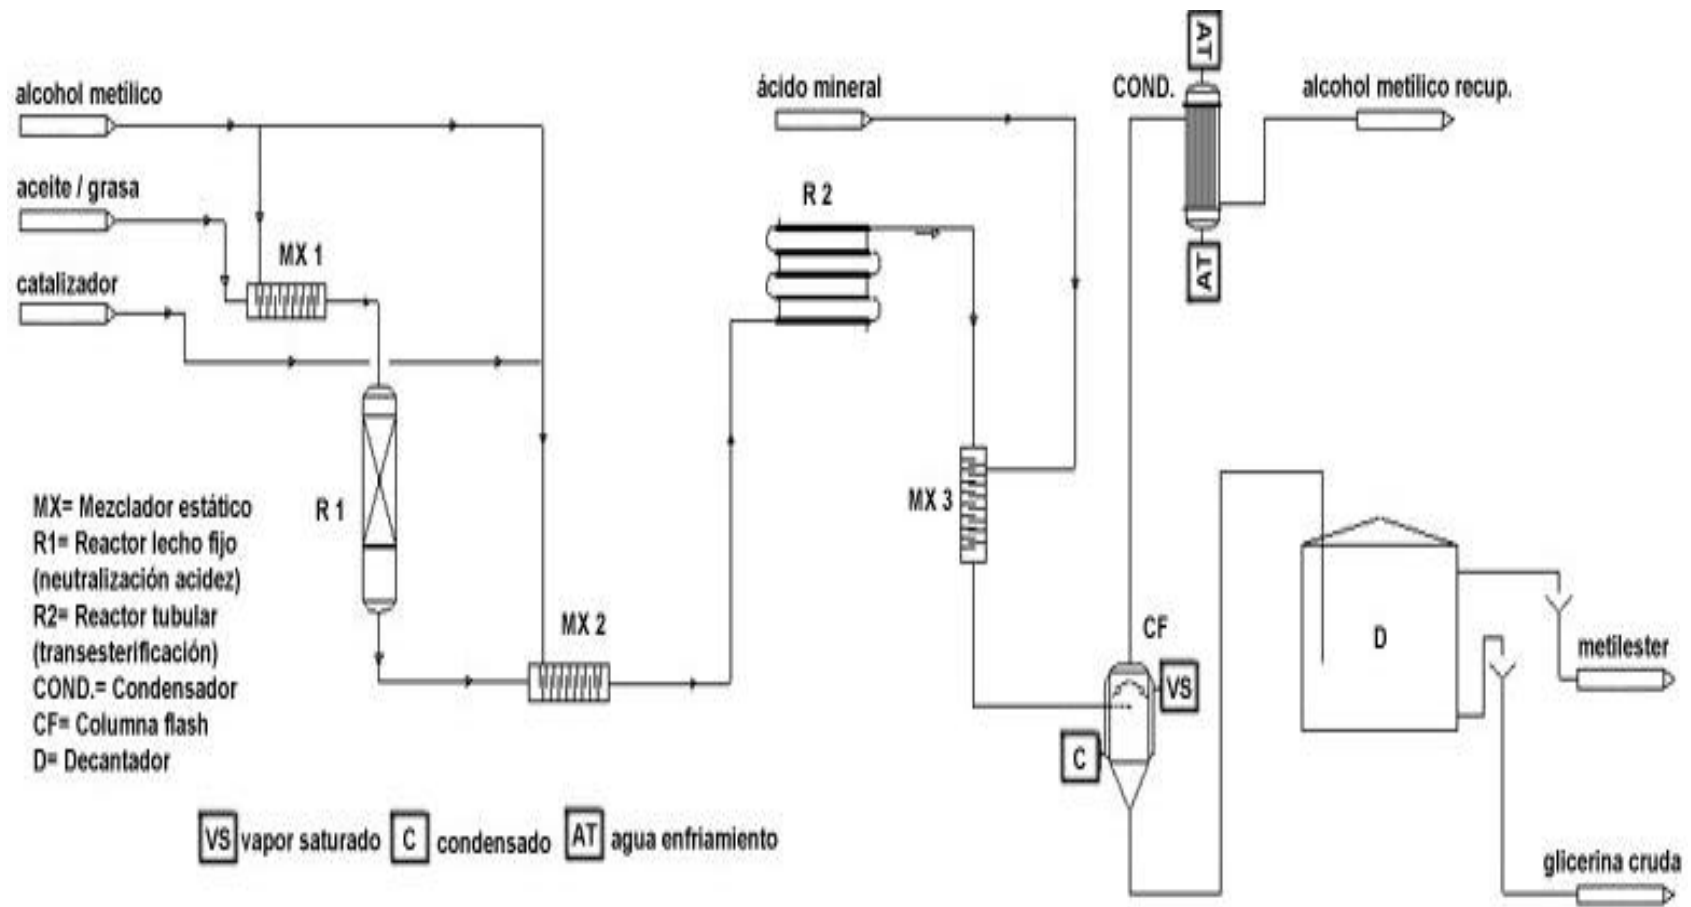 alcohol metílico
aceite / grasa
catalizador
MX 1
R 1
MX 2
R 2
ácido mineral
MX 3
COND.
AT
AT
alcohol metilico recup.
CF
VS
C
D
metilester
glicerina cruda
MX= Mezclador estático
R1= Reactor lecho fijo
(neutralización acidez)
R2= Reactor tubular
(transesterificación)
COND.= Condensador
CF= Columna flash
D= Decantador
VS vapor saturado C condensado AT agua enfriamiento